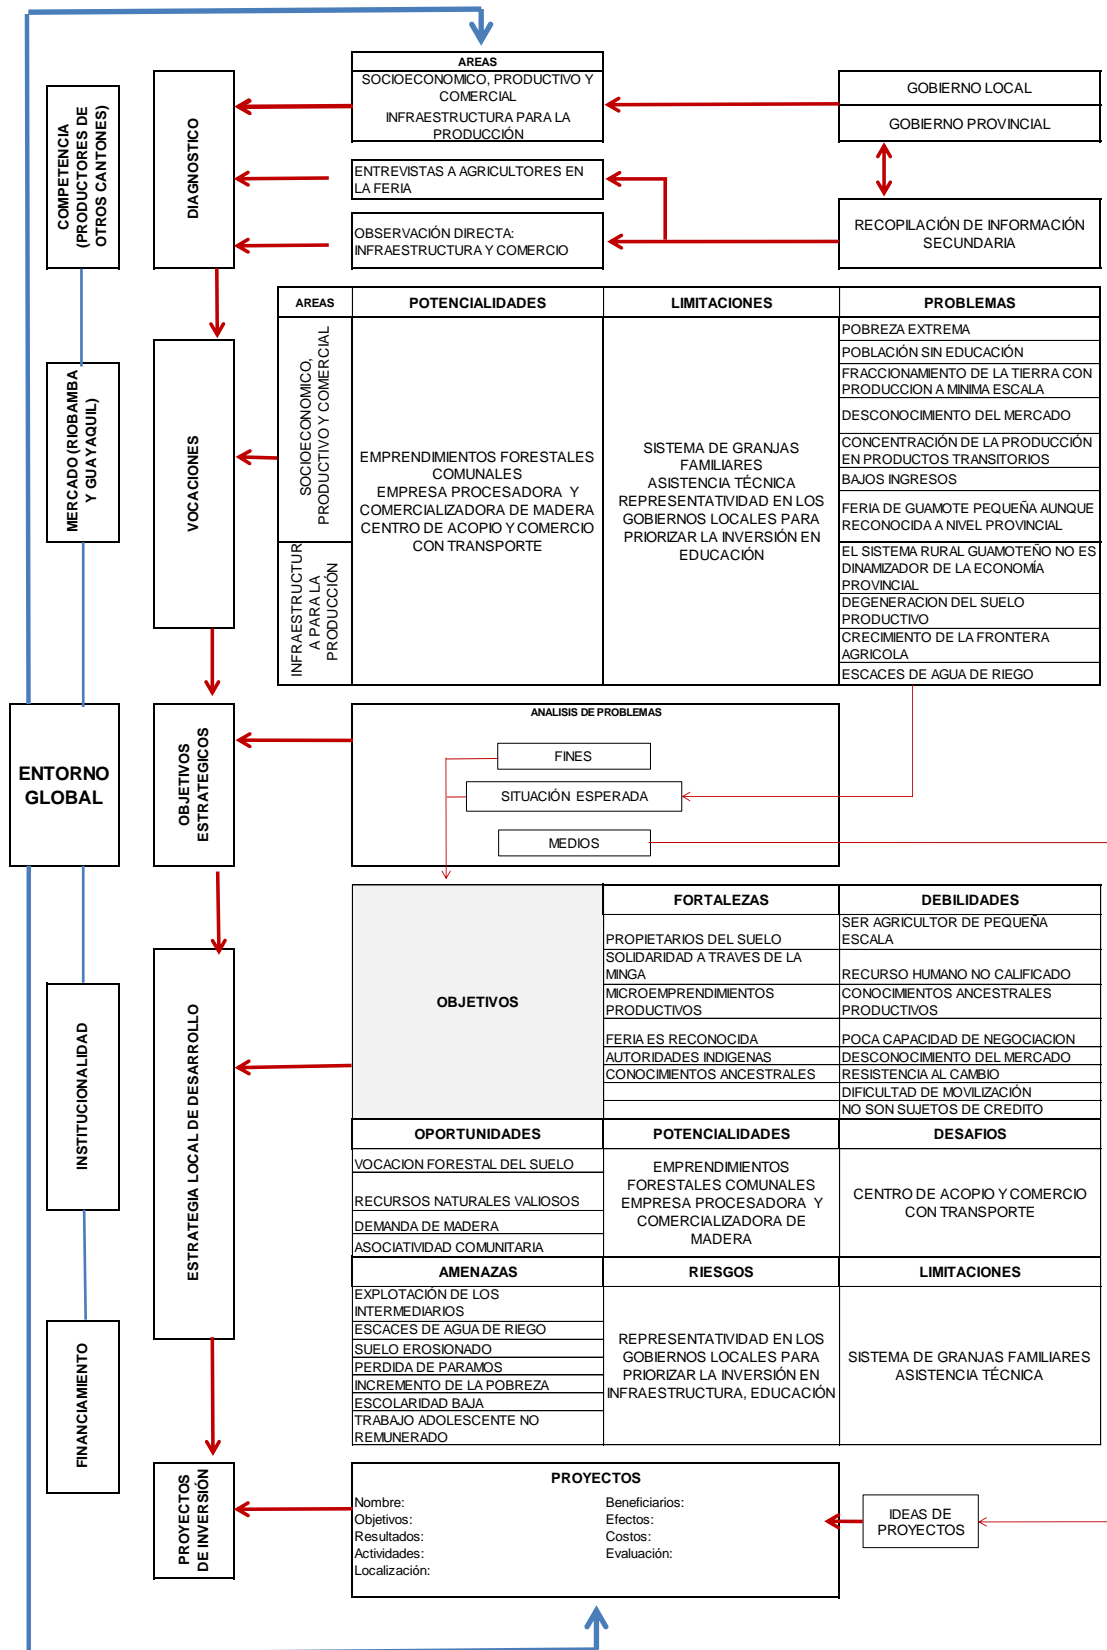 AREAS
SOCIOECONOMICO, PRODUCTIVO Y
COMERCIAL
INFRAESTRUCTURA PARA LA
PRODUCCIÓN
GOBIERNO LOCAL
GOBIERNO PROVINCIAL
COMPETENCIA
(PRODUCTORES DE
OTROS CANTONES)
DIAGNOSTICO
ENTREVISTAS A AGRICULTORES EN
LA FERIA
OBSERVACIÓN DIRECTA:
INFRAESTRUCTURA Y COMERCIO
RECOPILACIÓN DE INFORMACIÓN
SECUNDARIA
AREAS
POTENCIALIDADES
LIMITACIONES
PROBLEMAS
MERCADO (RIOBAMBA
Y GUAYAQUIL)
VOCACIONES
SOCIOECONOMICO,
PRODUCTIVO Y COMERCIAL
INFRAESTRUCTUR
A PARA LA
PRODUCCIÓN
EMPRENDIMIENTOS FORESTALES
COMUNALES
EMPRESA PROCESADORA Y
COMERCIALIZADORA DE MADERA
CENTRO DE ACOPIO Y COMERCIO
CON TRANSPORTE
SISTEMA DE GRANJAS
FAMILIARES
ASISTENCIA TÉCNICA
REPRESENTATIVIDAD EN LOS
GOBIERNOS LOCALES PARA
PRIORIZAR LA INVERSIÓN EN
EDUCACIÓN
POBREZA EXTREMA
POBLACIÓN SIN EDUCACIÓN
FRACCIONAMIENTO DE LA TIERRA CON
PRODUCCION A MINIMA ESCALA
DESCONOCIMIENTO DEL MERCADO
CONCENTRACIÓN DE LA PRODUCCIÓN
EN PRODUCTOS TRANSITORIOS
BAJOS INGRESOS
FERIA DE GUAMOTE PEQUEÑA AUNQUE
RECONOCIDA A NIVEL PROVINCIAL
EL SISTEMA RURAL GUAMOTEÑO NO ES
DINAMIZADOR DE LA ECONOMÍA
PROVINCIAL
DEGENERACION DEL SUELO
PRODUCTIVO
CRECIMIENTO DE LA FRONTERA
AGRICOLA
ESCACES DE AGUA DE RIEGO
ENTORNO
GLOBAL
OBJETIVOS
ESTRATEGICOS
ANALISIS DE PROBLEMAS
FINES
SITUACIÓN ESPERADA
MEDIOS
INSTITUCIONALIDAD
FINANCIAMIENTO
ESTRATEGIA LOCAL DE DESARROLLO
OBJETIVOS
FORTALEZAS
PROPIETARIOS DEL SUELO
SOLIDARIDAD A TRAVES DE LA
MINGA
MICROEMPRENDIMIENTOS
PRODUCTIVOS
FERIA ES RECONOCIDA
AUTORIDADES INDIGENAS
CONOCIMIENTOS ANCESTRALES
DEBILIDADES
SER AGRICULTOR DE PEQUEÑA
ESCALA
RECURSO HUMANO NO CALIFICADO
CONOCIMIENTOS ANCESTRALES
PRODUCTIVOS
POCA CAPACIDAD DE NEGOCIACION
DESCONOCIMIENTO DEL MERCADO
RESISTENCIA AL CAMBIO
DIFICULTAD DE MOVILIZACIÓN
NO SON SUJETOS DE CREDITO
OPORTUNIDADES
POTENCIALIDADES
DESAFIOS
VOCACION FORESTAL DEL SUELO
RECURSOS NATURALES VALIOSOS
DEMANDA DE MADERA
ASOCIATIVIDAD COMUNITARIA
EMPRENDIMIENTOS
FORESTALES COMUNALES
EMPRESA PROCESADORA Y
COMERCIALIZADORA DE
MADERA
CENTRO DE ACOPIO Y COMERCIO
CON TRANSPORTE
AMENAZAS
RIESGOS
LIMITACIONES
EXPLOTACIÓN DE LOS
INTERMEDIARIOS
ESCACES DE AGUA DE RIEGO
SUELO EROSIONADO
PERDIDA DE PARAMOS
INCREMENTO DE LA POBREZA
ESCOLARIDAD BAJA
TRABAJO ADOLESCENTE NO
REMUNERADO
REPRESENTATIVIDAD EN LOS
GOBIERNOS LOCALES PARA
PRIORIZAR LA INVERSIÓN EN
INFRAESTRUCTURA, EDUCACIÓN
SISTEMA DE GRANJAS FAMILIARES
ASISTENCIA TÉCNICA
PROYECTOS
DE INVERSIÓN
PROYECTOS
Nombre:
Objetivos:
Resultados:
Actividades:
Localización:
Beneficiarios:
Efectos:
Costos:
Evaluación:
IDEAS DE
PROYECTOS